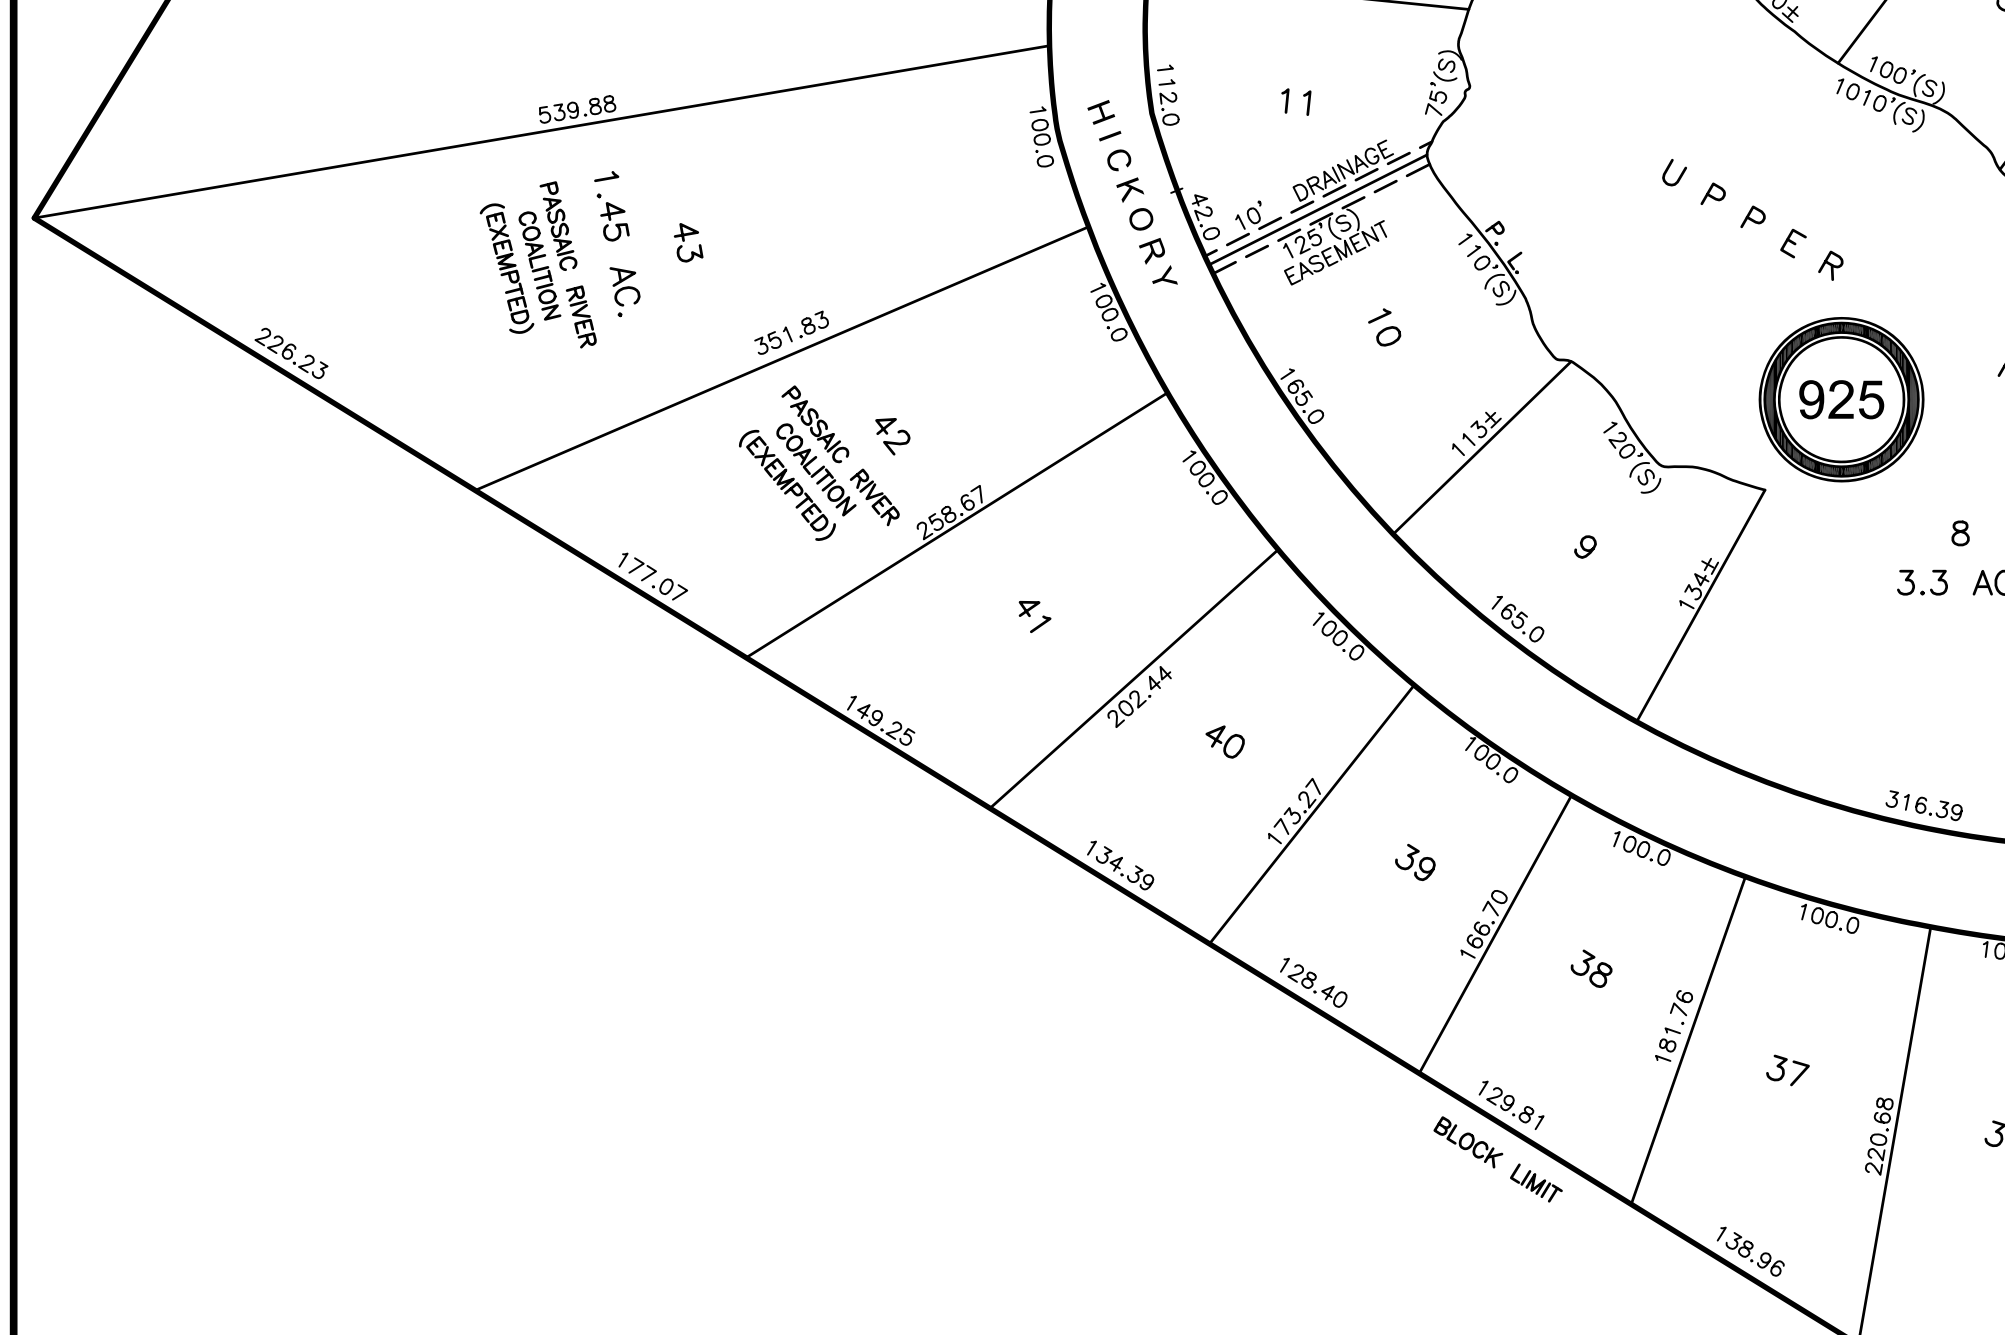 539.88
43
1.45 AC.
PASSAIC RIVER
COALITION
(EXEMPTED)
226.23
351.83
42
PASSAIC RIVER
COALITION
(EXEMPTED)
177.07
258.67
41
149.25
202.44
40
134.39
173.27
39
128.40
166.70
38
129.81
181.76
37
138.96
220.68
BLOCK LIMIT
100.0
100.0
100.0
100.0
100.0
100.0
100.0
HICKORY
112.0
42.0
165.0
165.0
316.39
11
75'(S)
10' DRAINAGE
125'(S)
EASEMENT
10
P. L.
110'(S)
113±
120'(S)
9
134±
100'(S)
1010'(S)
UPPER
925
8
3.3